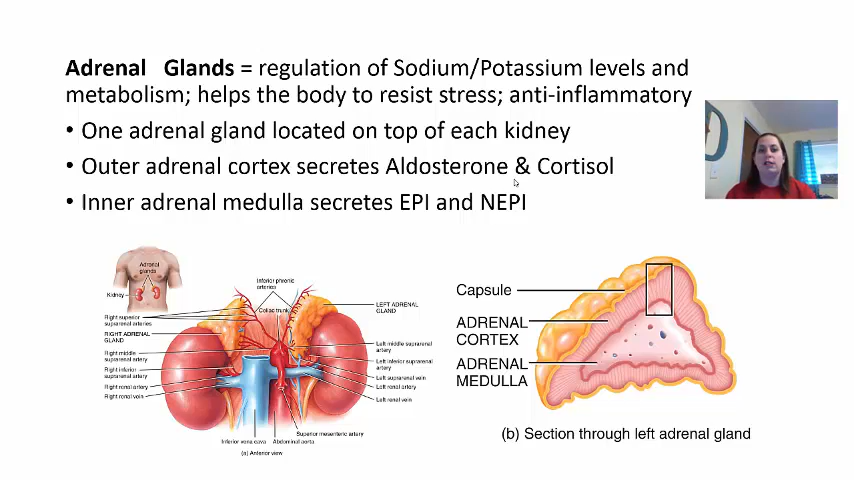 Adrenal Glands = regulation of Sodium/Potassium levels and
metabolism; helps the body to resist stress; anti-inflammatory
• One adrenal gland located on top of each kidney
• Outer adrenal cortex secretes Aldosterone & Cortisol
• Inner adrenal medulla secretes EPI and NEPI
Adrenal
glands
Kidney
Right superior
suprarenal arteries
RIGHT ADRENAL
GLAND
Right middle
suprarenal artery
Right inferior
suprarenal artery
Right renal artery
Right renal vein
Inferior phrenic
arteries
Celiac trunk
LEFT ADRENAL
GLAND
Left middle suprarenal
artery
Left inferior suprarenal
artery
Left suprarenal vein
Left renal artery
Left renal vein
Superior mesenteric artery
Inferior vena cava
Abdominal aorta
(a) Anterior view
Capsule
ADRENAL
CORTEX
ADRENAL
MEDULLA
(b) Section through left adrenal gland